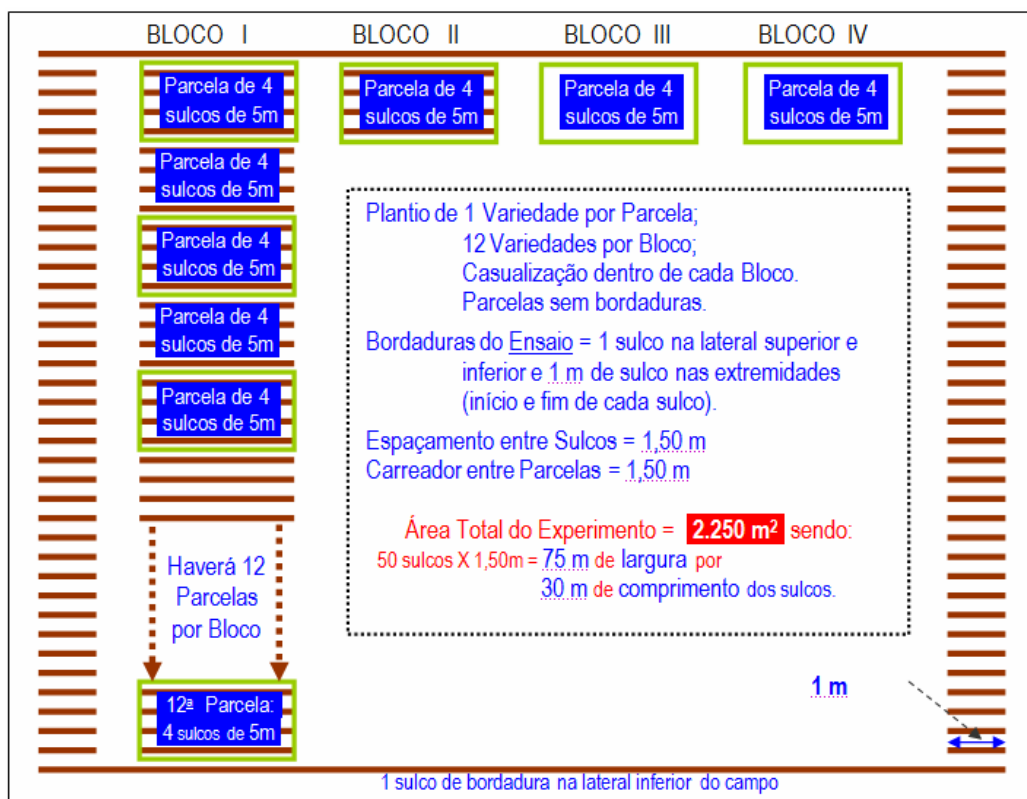 BLOCO I
BLOCO II
BLOCO III
BLOCO IV
Parcela de 4
sulcos de 5m
Parcela de 4
sulcos de 5m
Parcela de 4
sulcos de 5m
Parcela de 4
sulcos de 5m
Parcela de 4
sulcos de 5m
Parcela de 4
sulcos de 5m
Parcela de 4
sulcos de 5m
Parcela de 4
sulcos de 5m
Haverá 12
Parcelas
por Bloco
12ª Parcela:
4 sulcos de 5m
Plantio de 1 Variedade por Parcela;
12 Variedades por Bloco;
Casualização dentro de cada Bloco.
Parcelas sem bordaduras.
Bordaduras do Ensaio = 1 sulco na lateral superior e
inferior e 1 m de sulco nas extremidades
(início e fim de cada sulco).
Espaçamento entre Sulcos = 1,50 m
Carreador entre Parcelas = 1,50 m
Área Total do Experimento = 2.250 m² sendo:
50 sulcos X 1,50m = 75 m de largura por
30 m de comprimento dos sulcos.
1 m
1 sulco de bordadura na lateral inferior do campo